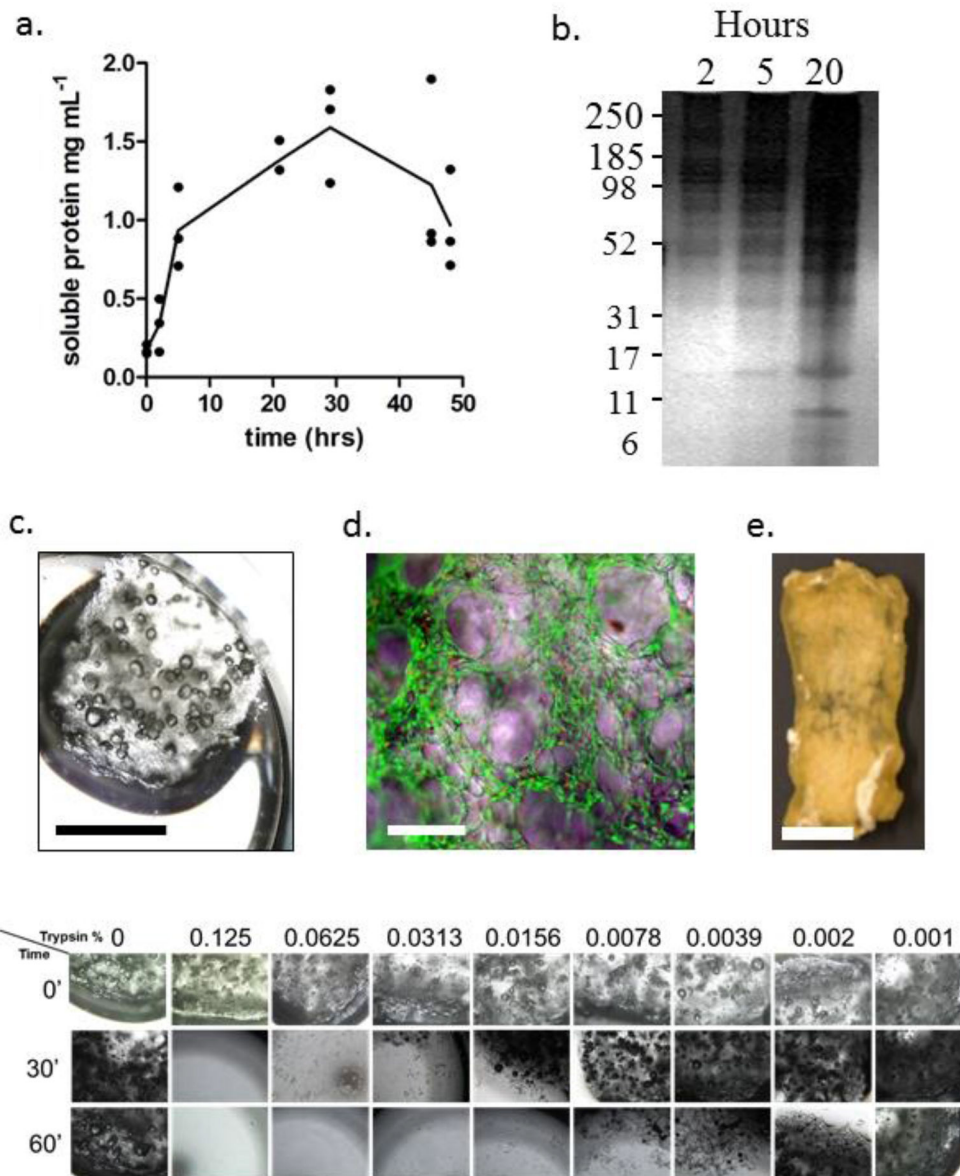 a.
soluble protein mg mL-1
2.0
1.5
1.0
0.5
0.0
0 10 20 30 40 50
time (hrs)
b.
Hours
2 5 20
250
185
98
52
31
17
11
6
c.
d.
e.
Trypsin % 0 0.125 0.0625 0.0313 0.0156 0.0078 0.0039 0.002 0.001
Time
0'
30'
60'